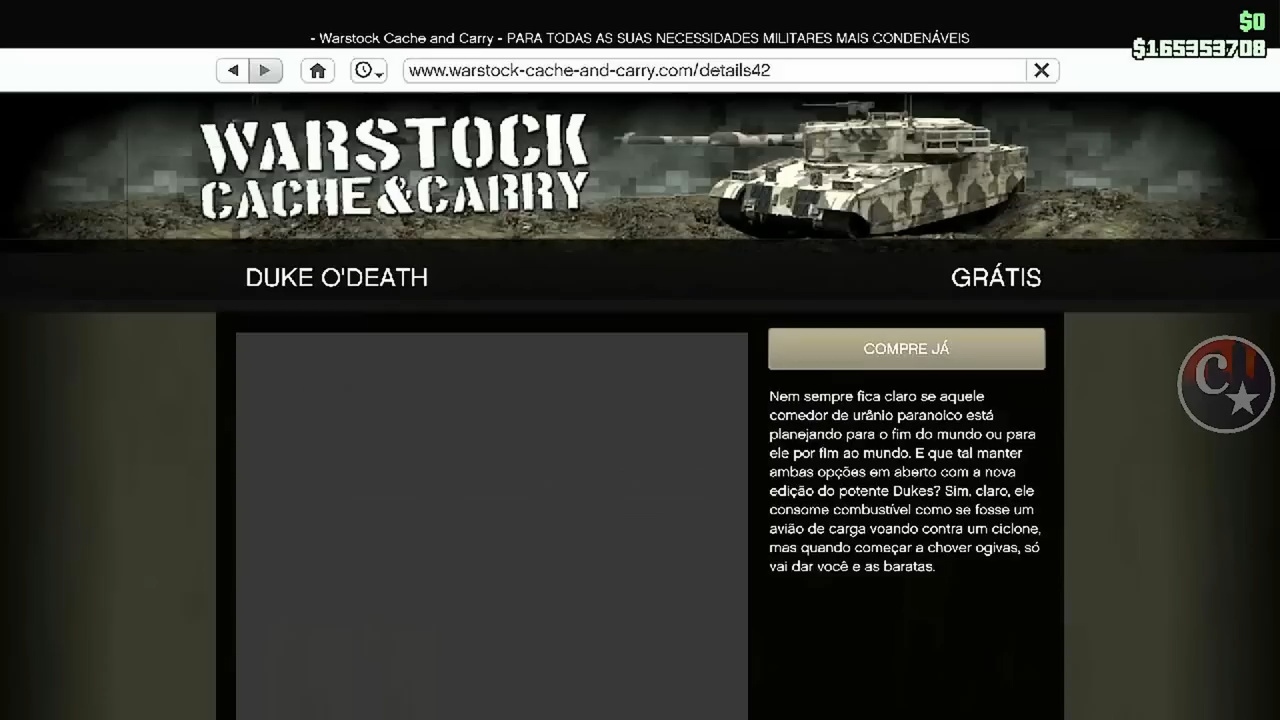 $0
- Warstock Cache and Carry - PARA TODAS AS SUAS NECESSIDADES MILITARES MAIS CONDENÁVEIS
$165353708
www.warstock-cache-and-carry.com/details42
WARSTOCK
CACHE&CARRY
DUKE O'DEATH
GRÁTIS
COMPRE JÁ
Nem sempre fica claro se aquele
comedor de urânio paranoico está
planejando para o fim do mundo ou para
ele por fim ao mundo. E que tal manter
ambas opções em aberto com a nova
edição do potente Dukes? Sim, claro, ele
consome combustível como se fosse um
avião de carga voando contra um ciclone,
mas quando começar a chover ogivas, só
vai dar você e as baratas.